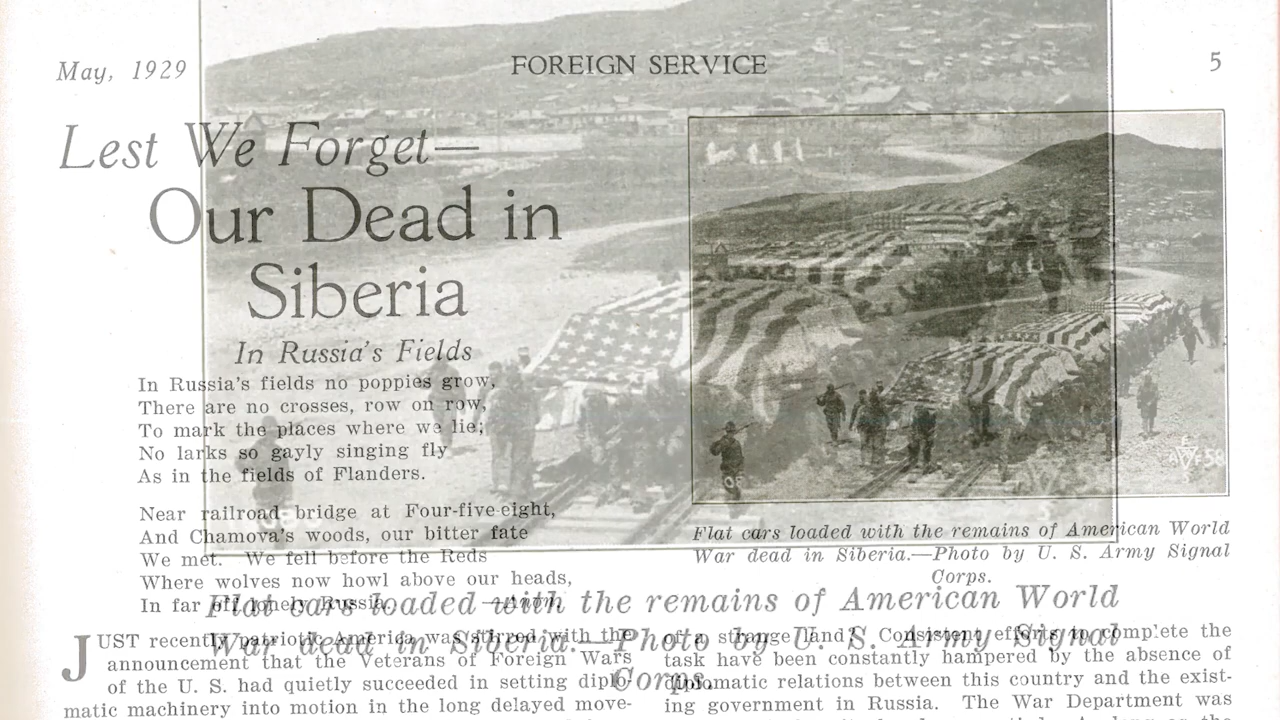 May, 1929
FOREIGN SERVICE
5
Lest We Forget—
Our Dead in
Siberia
In Russia's Fields
In Russia's fields no poppies grow,
There are no crosses, row on row,
To mark the places where we lie;
No larks so gayly singing fly
As in the fields of Flanders.
Near railroad bridge at Four-five-eight,
And Chamova's woods, our bitter fate
We met. We fell before the Reds
Where wolves now howl above our heads,
In far off lonely Russia.
Flat cars loaded with the remains of American World
War dead in Siberia.—Photo by U. S. Army Signal
Corps.
Flat cars loaded with the remains of American World
War dead in Siberia.—Photo by U. S. Army Signal
Corps.
JUST recently patriotic America was stirred with the
announcement that the Veterans of Foreign Wars
of the U. S. had quietly succeeded in setting diplo-
matic machinery into motion in the long delayed move-
of a strange land? Consistent efforts to complete the
task have been constantly hampered by the absence of
diplomatic relations between this country and the exist-
ing government in Russia. The War Department was